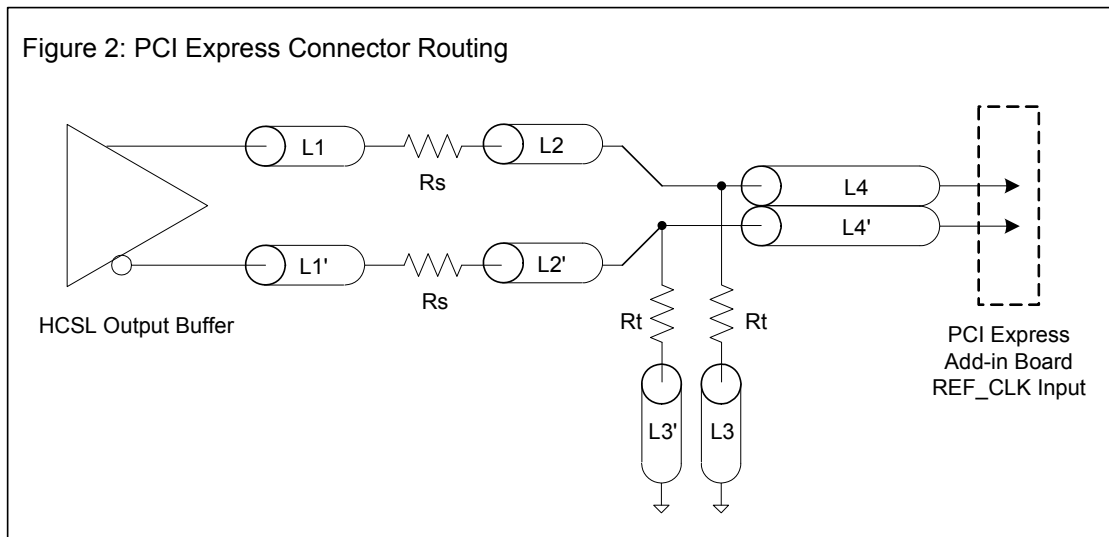 Figure 2: PCI Express Connector Routing
L1
Rs
L2
L4
L4'
L1'
Rs
L2'
HCSL Output Buffer
Rt
Rt
L3'
L3
PCI Express
Add-in Board
REF_CLK Input